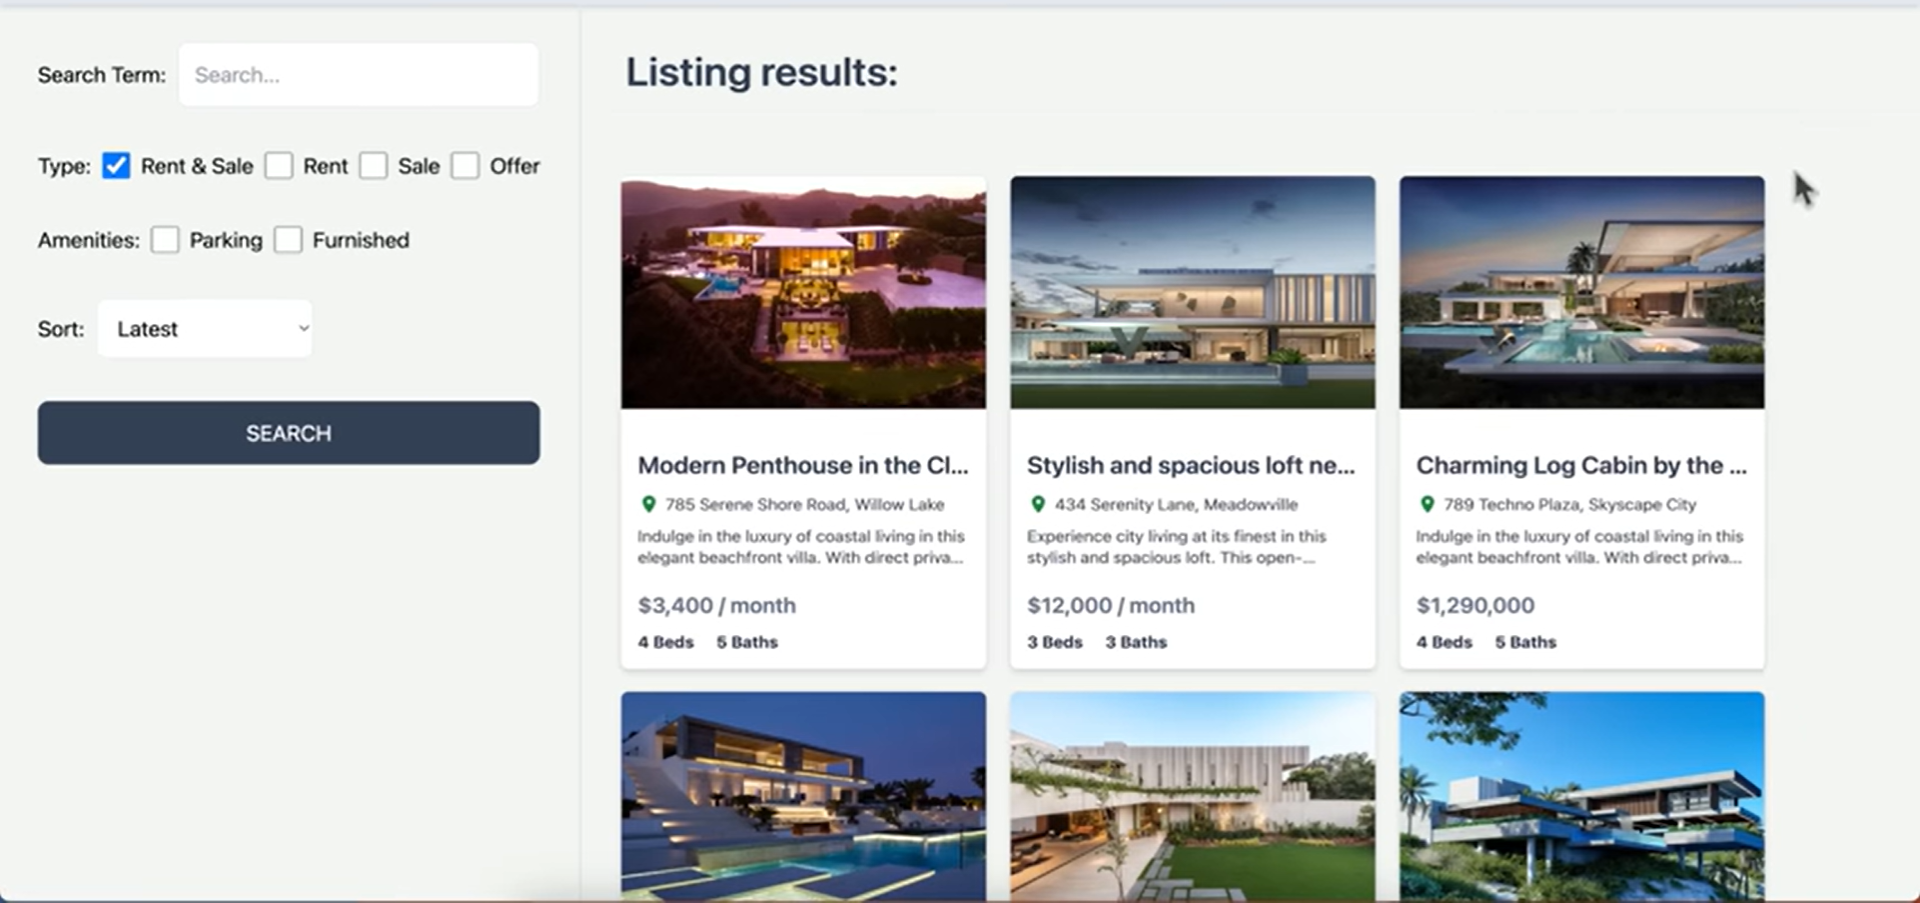 Search Term: Search...
Type: Rent & Sale Rent Sale Offer
Amenities: Parking Furnished
Sort: Latest
SEARCH
Listing results:
Modern Penthouse in the Cl...
785 Serene Shore Road, Willow Lake
Indulge in the luxury of coastal living in this
elegant beachfront villa. With direct priva...
$3,400 / month
4 Beds 5 Baths
Stylish and spacious loft ne...
434 Serenity Lane, Meadowville
Experience city living at its finest in this
stylish and spacious loft. This open-...
$12,000 / month
3 Beds 3 Baths
Charming Log Cabin by the ...
789 Techno Plaza, Skyscape City
Indulge in the luxury of coastal living in this
elegant beachfront villa. With direct priva...
$1,290,000
4 Beds 5 Baths